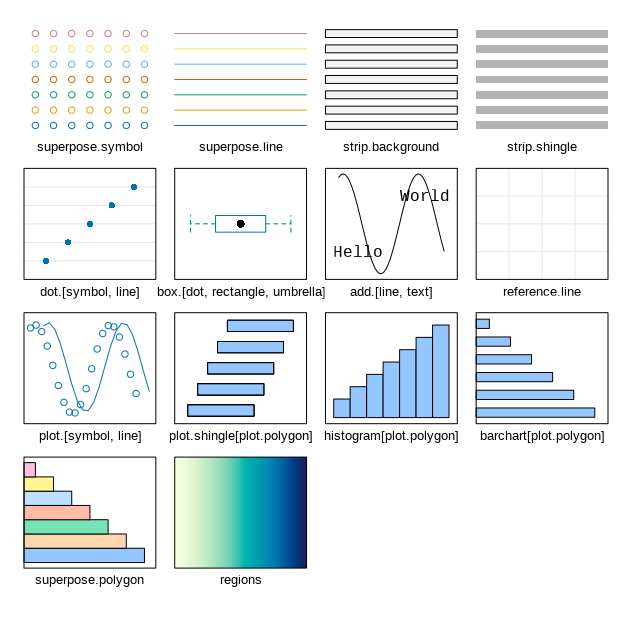 superpose.symbol
superpose.line
strip.background
strip.shingle
World
Hello
dot.[symbol, line]
box.[dot, rectangle, umbrella]
add.[line, text]
reference.line
plot.[symbol, line]
plot.shingle[plot.polygon]
histogram[plot.polygon]
barchart[plot.polygon]
superpose.polygon
regions